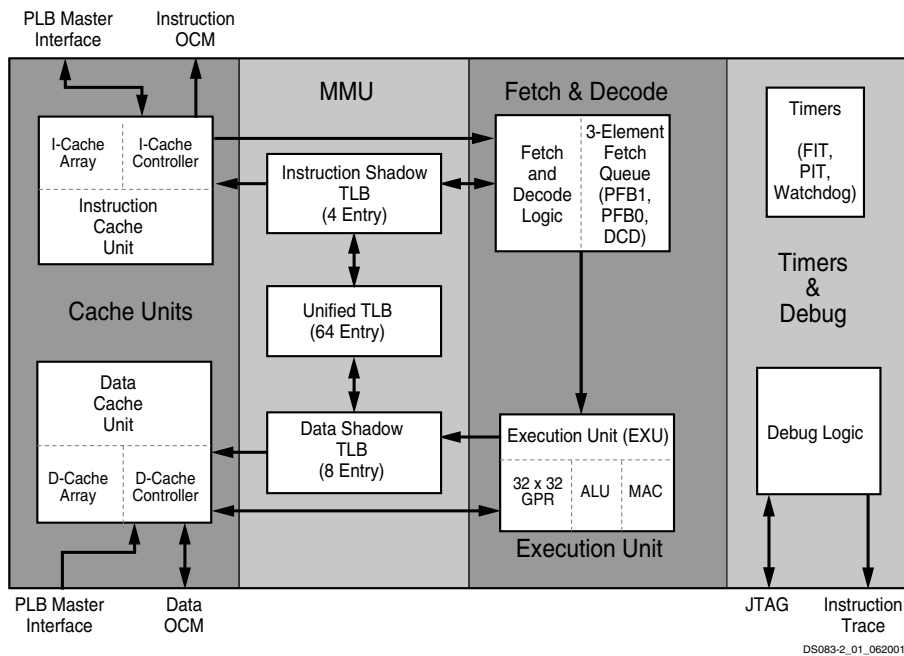 PLB Master
Interface
Instruction
OCM
MMU
Fetch & Decode
I-Cache
Array
I-Cache
Controller
Instruction
Cache
Unit
Instruction Shadow
TLB
(4 Entry)
Fetch
and
Decode
Logic
3-Element
Fetch
Queue
(PFB1,
PFB0,
DCD)
Timers
(FIT,
PIT,
Watchdog)
Cache Units
Unified TLB
(64 Entry)
Timers
&
Debug
Data
Cache
Unit
D-Cache
Array
D-Cache
Controller
Data Shadow
TLB
(8 Entry)
Execution Unit (EXU)
32 x 32
GPR
ALU
MAC
Execution Unit
Debug Logic
PLB Master
Interface
Data
OCM
JTAG
Instruction
Trace
DS083-2_01_062001